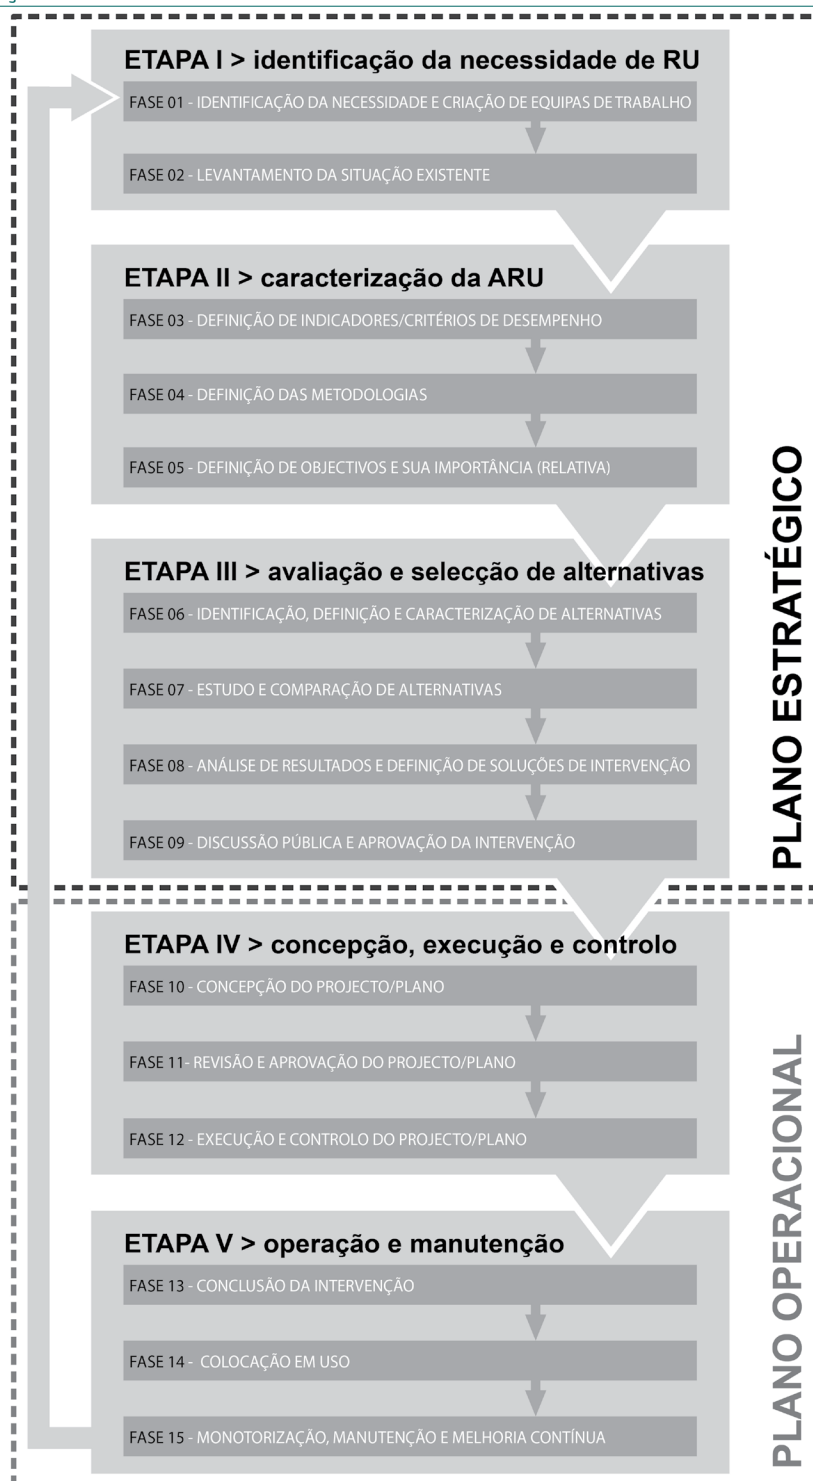 ETAPA I > identificação da necessidade de RU
FASE 01 - IDENTIFICAÇÃO DA NECESSIDADE E CRIAÇÃO DE EQUIPAS DE TRABALHO
FASE 02 - LEVANTAMENTO DA SITUAÇÃO EXISTENTE
ETAPA II > caracterização da ARU
FASE 03 - DEFINIÇÃO DE INDICADORES/CRITÉRIOS DE DESEMPENHO
FASE 04 - DEFINIÇÃO DAS METODOLOGIAS
FASE 05 - DEFINIÇÃO DE OBJECTIVOS E SUA IMPORTÂNCIA (RELATIVA)
ETAPA III > avaliação e selecção de alternativas
FASE 06 - IDENTIFICAÇÃO, DEFINIÇÃO E CARACTERIZAÇÃO DE ALTERNATIVAS
FASE 07 - ESTUDO E COMPARAÇÃO DE ALTERNATIVAS
FASE 08 - ANÁLISE DE RESULTADOS E DEFINIÇÃO DE SOLUÇÕES DE INTERVENÇÃO
FASE 09 - DISCUSSÃO PÚBLICA E APROVAÇÃO DA INTERVENÇÃO
PLANO ESTRATÉGICO
ETAPA IV > concepção, execução e controlo
FASE 10 - CONCEPÇÃO DO PROJECTO/PLANO
FASE 11- REVISÃO E APROVAÇÃO DO PROJECTO/PLANO
FASE 12 - EXECUÇÃO E CONTROLO DO PROJECTO/PLANO
ETAPA V > operação e manutenção
FASE 13 - CONCLUSÃO DA INTERVENÇÃO
FASE 14 - COLOCAÇÃO EM USO
FASE 15 - MONOTORIZAÇÃO, MANUTENÇÃO E MELHORIA CONTÍNUA
PLANO OPERACIONAL